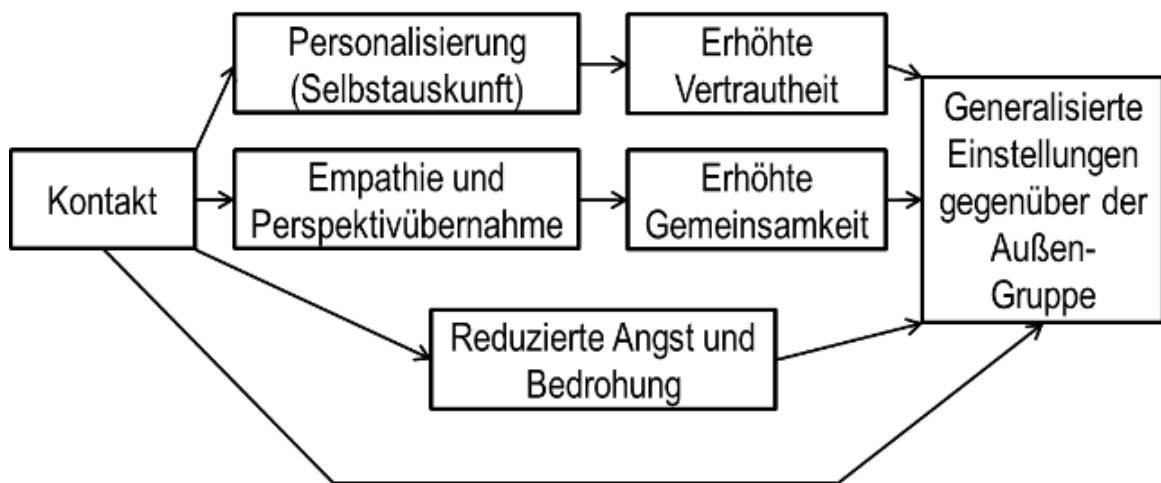 Personalisierung
(Selbstauskunft)
Erhöhte
Vertrautheit
Generalisierte
Einstellungen
gegenüber der
Außen-
Gruppe
Kontakt
Empathie und
Perspektivübernahme
Erhöhte
Gemeinsamkeit
Reduzierte Angst und
Bedrohung